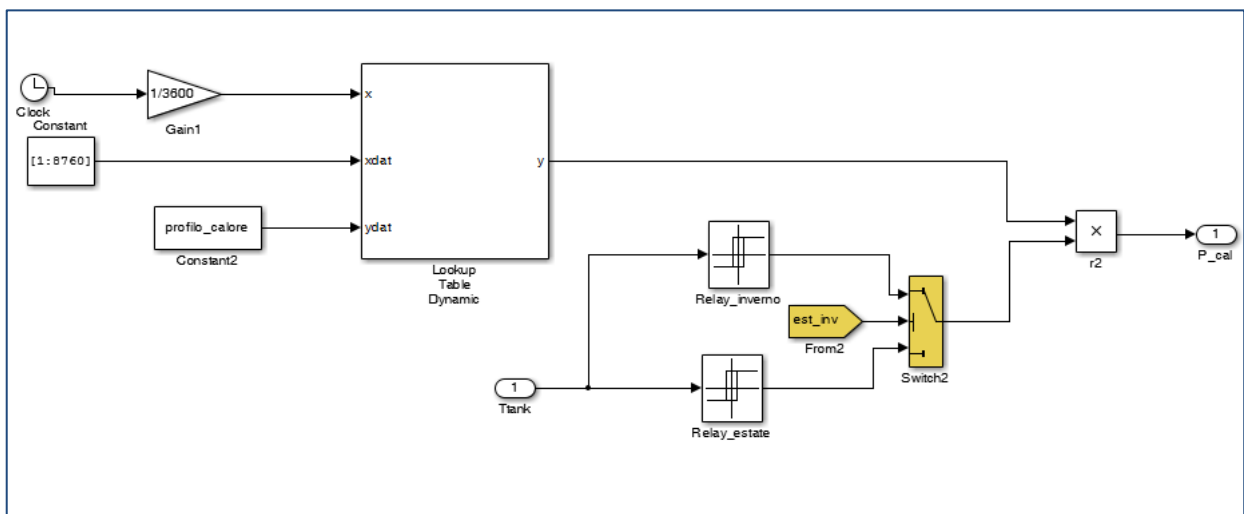 Clock
1/3600
Gain1
Constant
[1:8760]
profilo_calore
Constant2
x
xdat
ydat
y
Lookup
Table
Dynamic
Relay_inverno
est_inv
From2
Switch2
1
Ttank
Relay_estate
×
r2
1
P_cal